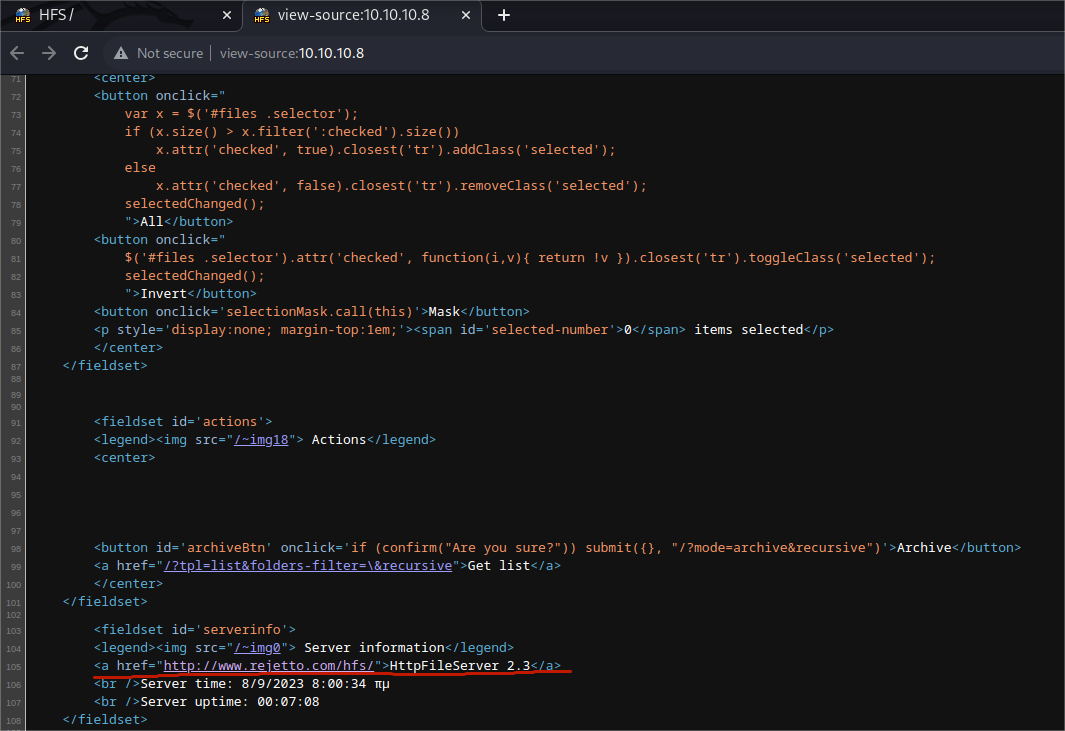 HFS /
view-source:10.10.10.8
Not secure | view-source:10.10.10.8
71 <center>
72 <button onclick="
73 var x = $('#files .selector');
74 if (x.size() > x.filter(':checked').size())
75 x.attr('checked', true).closest('tr').addClass('selected');
76 else
77 x.attr('checked', false).closest('tr').removeClass('selected');
78 selectedChanged();
79 ">All</button>
80 <button onclick="
81 $('#files .selector').attr('checked', function(i,v){ return !v }).closest('tr').toggleClass('selected');
82 selectedChanged();
83 ">Invert</button>
84 <button onclick='selectionMask.call(this)'>Mask</button>
85 <p style='display:none; margin-top:1em;'><span id='selected-number'>0</span> items selected</p>
86 </center>
87 </fieldset>
88
89
90
91 <fieldset id='actions'>
92 <legend><img src="/~img18"> Actions</legend>
93 <center>
94
95
96
97
98 <button id='archiveBtn' onclick='if (confirm("Are you sure?")) submit({}, "/?mode=archive&recursive")'>Archive</button>
99 <a href="/?tpl=list&folders-filter=\&recursive">Get list</a>
100 </center>
101 </fieldset>
102
103 <fieldset id='serverinfo'>
104 <legend><img src="/~img0"> Server information</legend>
105 <a href="http://www.rejetto.com/hfs/">HttpFileServer 2.3</a>
106 <br />Server time: 8/9/2023 8:00:34 πμ
107 <br />Server uptime: 00:07:08
108 </fieldset>